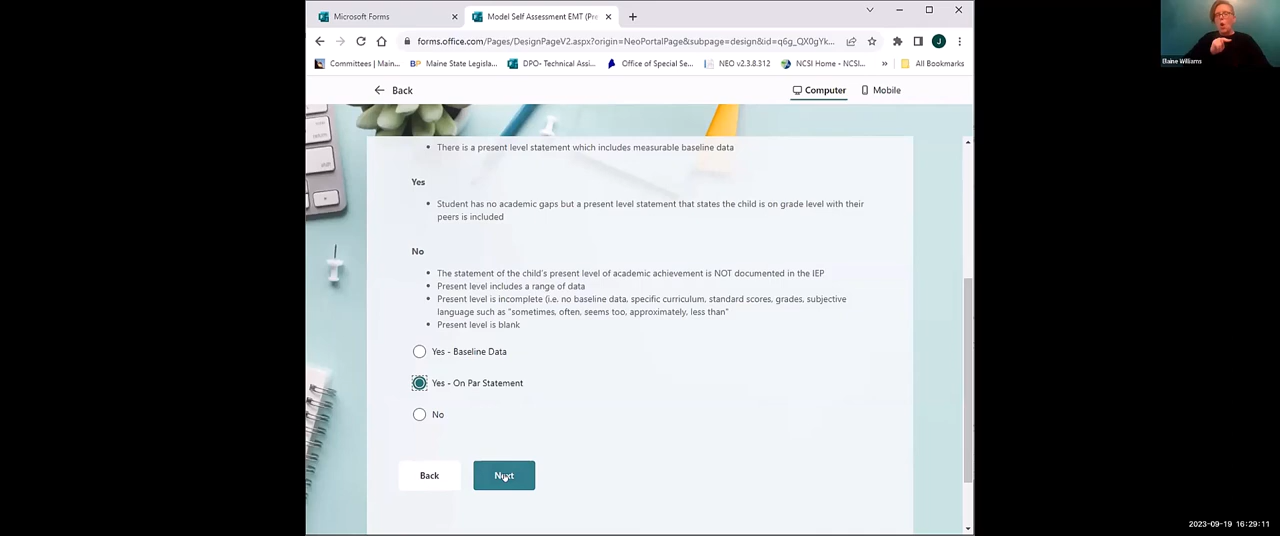 Microsoft Forms
Model Self Assessment EMT (Pre
forms.office.com/Pages/DesignPageV2.aspx?origin=NeoPortalPage&subpage=design&id=q6g_QX0gYk...
J
Committees | Main...
BP Maine State Legisla...
DPO- Technical Assi...
Office of Special Se...
NEO v2.3.8.312
NCSI Home - NCSI...
»
All Bookmarks
Back
Computer
Mobile
Elaine Williams
• There is a present level statement which includes measurable baseline data
Yes
• Student has no academic gaps but a present level statement that states the child is on grade level with their
peers is included
No
• The statement of the child's present level of academic achievement is NOT documented in the IEP
• Present level includes a range of data
• Present level is incomplete (i.e. no baseline data, specific curriculum, standard scores, grades, subjective
language such as "sometimes, often, seems too, approximately, less than"
• Present level is blank
Yes - Baseline Data
Yes - On Par Statement
No
Back
Next
2023-09-19 16:29:11